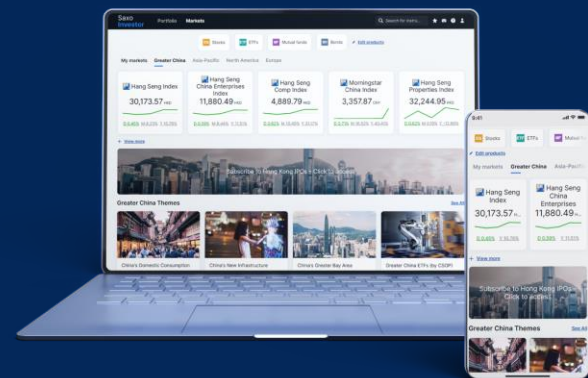 Saxo
Investor
Portfolio
Markets
Search for instru...
Stocks
ETFs
Mutual funds
Bonds
Edit products
My markets
Greater China
Asia-Pacific
North America
Europe
Hang Seng Index
30,173.57
Hang Seng
China Enterprises
Index
11,880.49
Hang Seng
Comp Index
4,889.79
Morningstar
China Index
3,357.87
Hang Seng
Properties Index
32,244.95
+ View more
Subscribe to Hong Kong IPOs - Click to access
Greater China Themes
See All
China's Domestic Consumption
China's New Infrastructure
China's Greater Bay Area
Greater China ETFs (by CSOP)
9:41
Stocks
ETFs
Edit products
My markets
Greater China
Asia-Pacifi
Hang Seng
Index
30,173.57
Hang Seng
China
Enterprises
11,880.49
+ View more
Subscribe to Hong Kong IPOs -
Click to access
Greater China Themes
See All